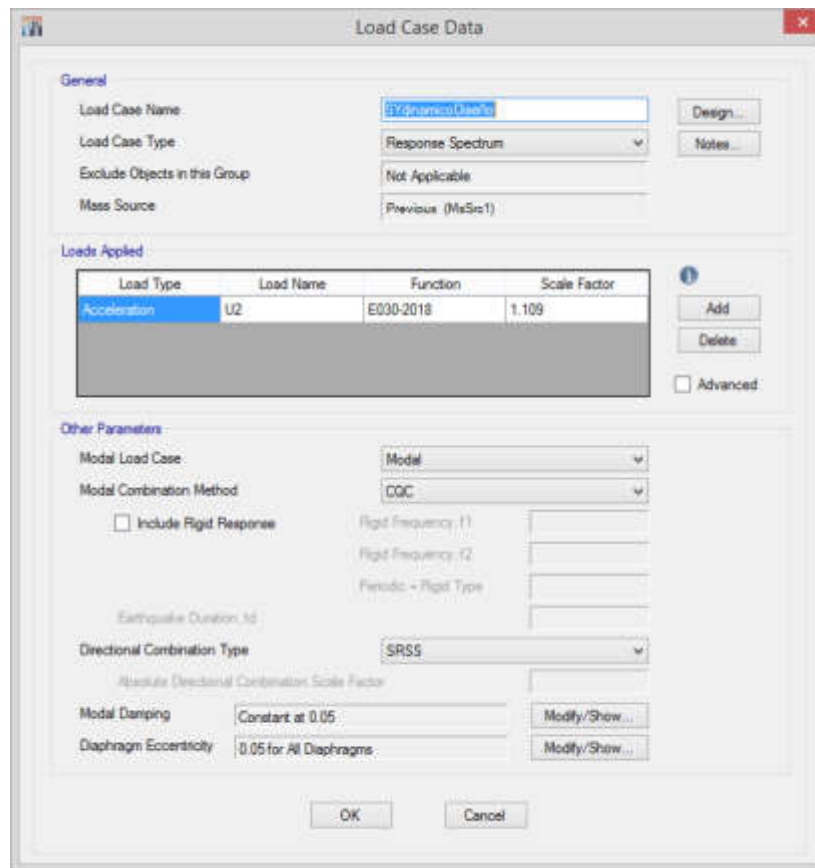 Load Case Data
General
Load Case Name SYdinamicoDiseño Design...
Load Case Type Response Spectrum Notes...
Exclude Objects in this Group Not Applicable
Mass Source Previous (MsSrc1)
Loads Applied
Load Type Load Name Function Scale Factor
Acceleration U2 E030-2018 1.109
Add
Delete
Advanced
Other Parameters
Modal Load Case Modal
Modal Combination Method CQC
Include Rigid Response Rigid Frequency, f1
Rigid Frequency, f2
Periodic + Rigid Type
Earthquake Duration, td
Directional Combination Type SRSS
Absolute Directional Combination Scale Factor
Modal Damping Constant at 0.05 Modify/Show...
Diaphragm Eccentricity 0.05 for All Diaphragms Modify/Show...
OK Cancel